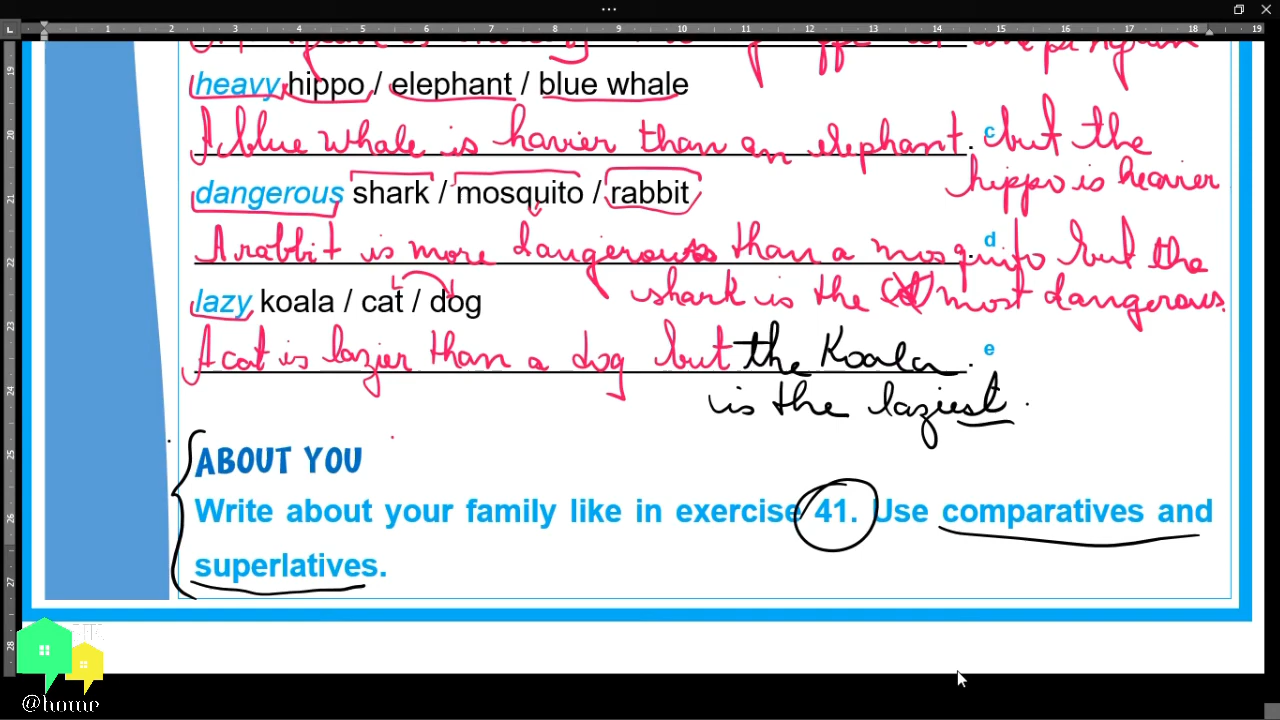 heavy hippo / elephant / blue whale
A blue whale is havier than an elephant. c but the
hippo is heavier
dangerous shark / mosquito / rabbit
A rabbit is more dangerous than a mosquito d but the
shark is the most dangerous.
lazy koala / cat / dog
A cat is lazier than a dog but the Koala. e
is the laziest.
ABOUT YOU
Write about your family like in exercise 41. Use comparatives and
superlatives.
@home